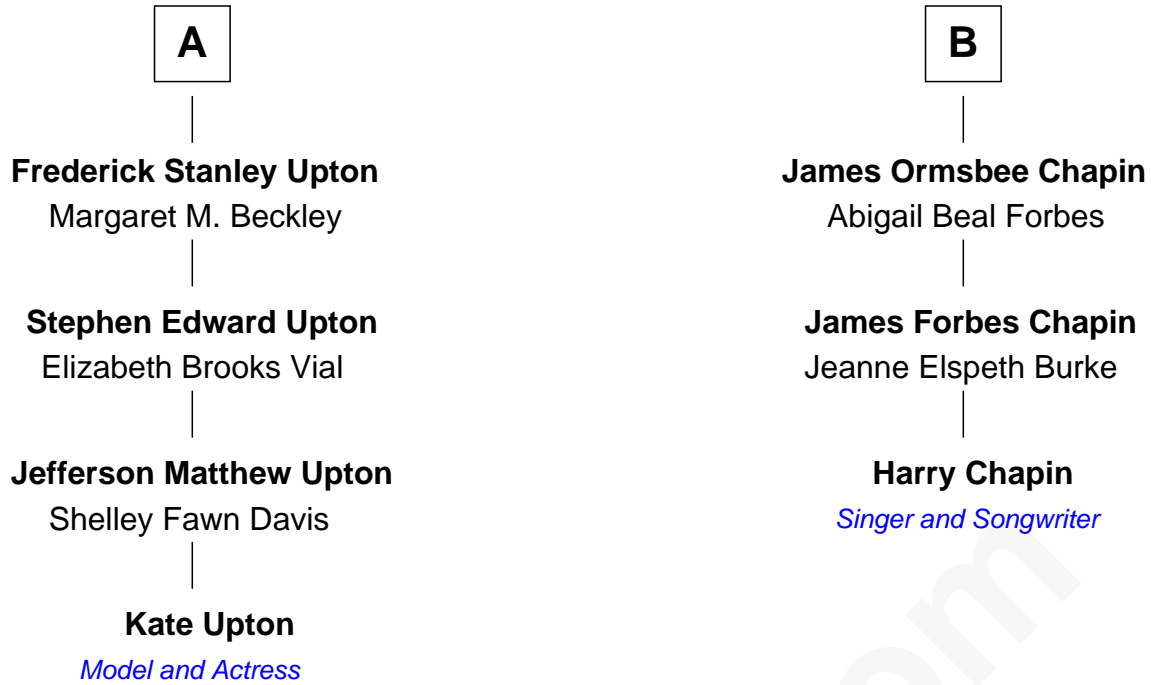 A
Frederick Stanley Upton
Margaret M. Beckley
Stephen Edward Upton
Elizabeth Brooks Vial
Jefferson Matthew Upton
Shelley Fawn Davis
Kate Upton
Model and Actress
B
James Ormsbee Chapin
Abigail Beal Forbes
James Forbes Chapin
Jeanne Elspeth Burke
Harry Chapin
Singer and Songwriter
om